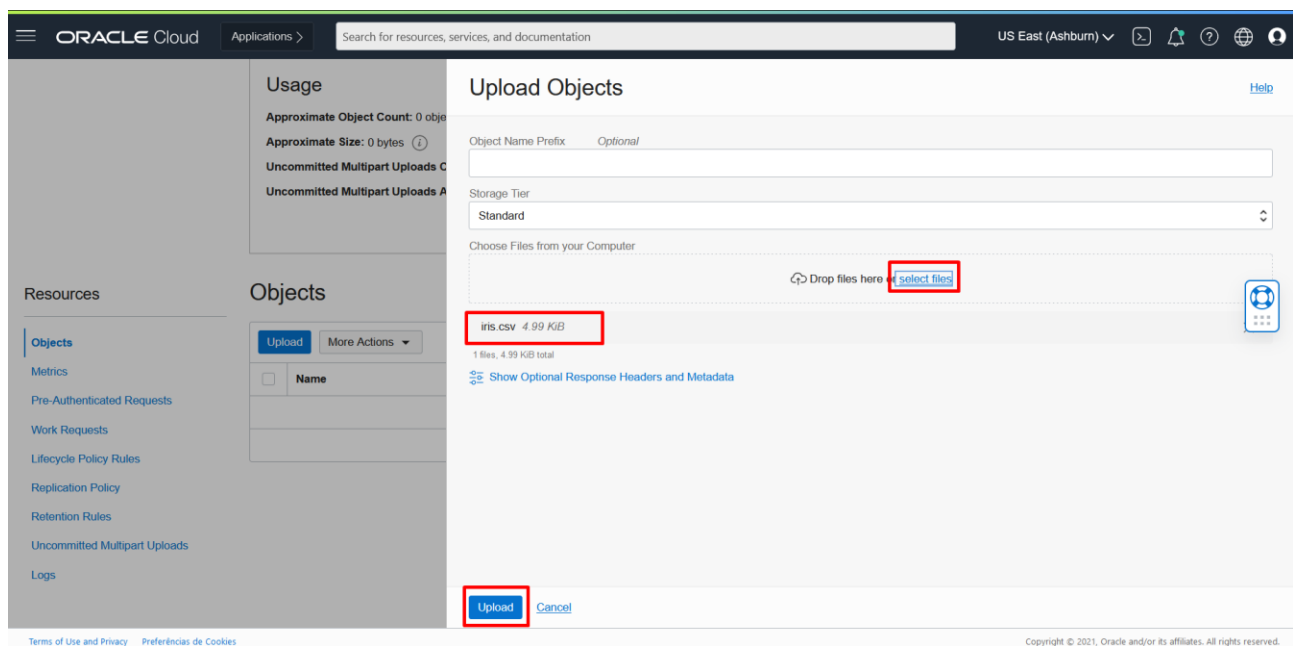 ORACLE Cloud
Applications >
Search for resources, services, and documentation
US East (Ashburn)
Usage
Approximate Object Count: 0 obje
Approximate Size: 0 bytes
Uncommitted Multipart Uploads C
Uncommitted Multipart Uploads A
Resources
Objects
Metrics
Pre-Authenticated Requests
Work Requests
Lifecycle Policy Rules
Replication Policy
Retention Rules
Uncommitted Multipart Uploads
Logs
Objects
Upload
More Actions
Name
Upload Objects
Help
Object Name Prefix Optional
Storage Tier
Standard
Choose Files from your Computer
Drop files here or select files
iris.csv 4.99 KiB
1 files, 4.99 KiB total
Show Optional Response Headers and Metadata
Upload
Cancel
Terms of Use and Privacy Preferências de Cookies
Copyright © 2021, Oracle and/or its affiliates. All rights reserved.